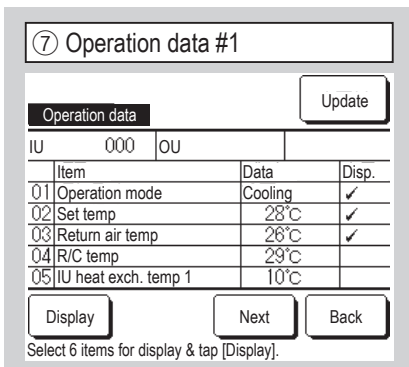 ⑦ Operation data #1
Update
Operation data
IU 000 OU
Item Data Disp.
01 Operation mode Cooling ✓
02 Set temp 28°C ✓
03 Return air temp 26°C ✓
04 R/C temp 29°C
05 IU heat exch. temp 1 10°C
Display Next Back
Select 6 items for display & tap [Display].